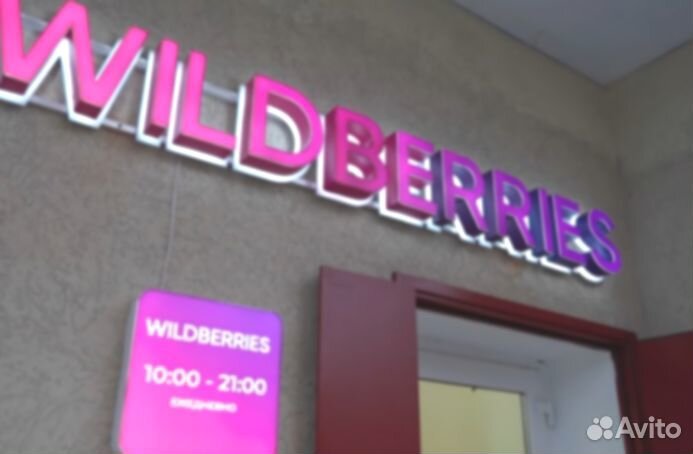 WILDBERRIES
WILDBERRIES
10:00 - 21:00
ЕЖЕДНЕВНО
Avito